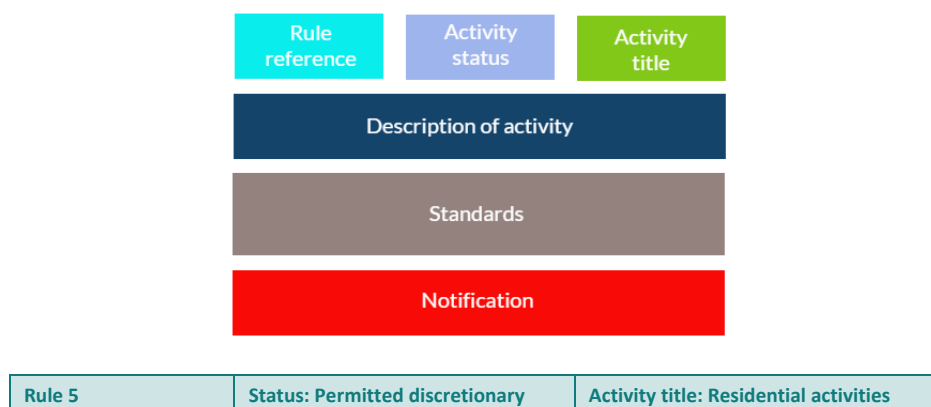 Rule
reference
Activity
status
Activity
title
Description of activity
Standards
Notification
Rule 5
Status: Permitted discretionary
Activity title: Residential activities